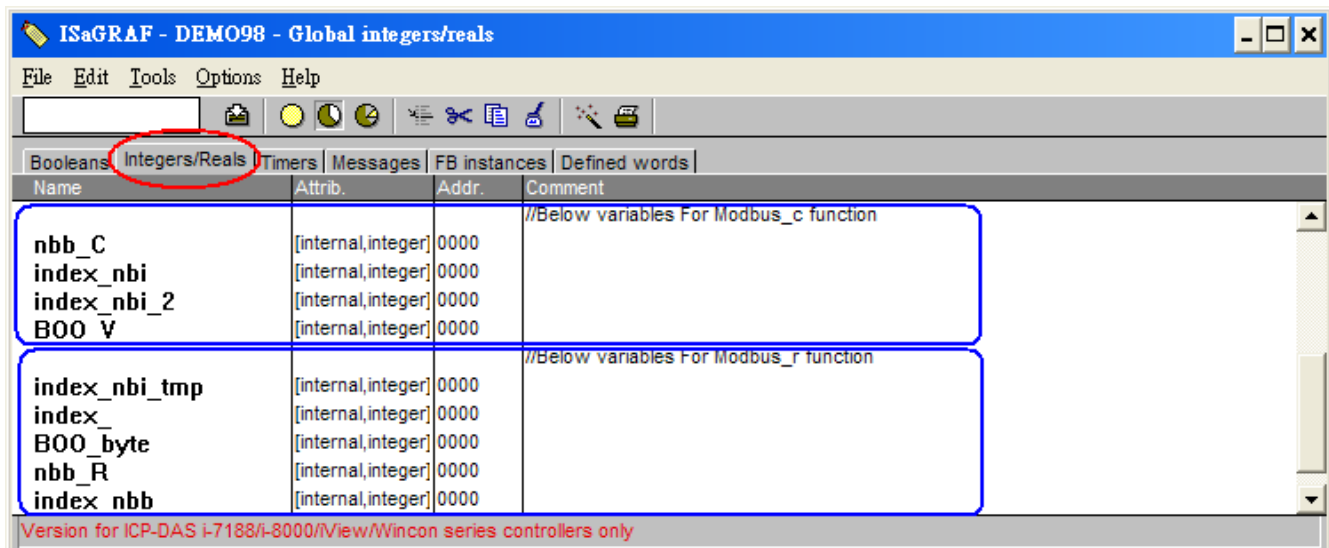 ISaGRAF - DEMO98 - Global integers/reals
File Edit Tools Options Help
Booleans Integers/Reals Timers Messages FB instances Defined words
Name Attrib. Addr. Comment
//Below variables For Modbus_c function
nbb_C [internal,integer] 0000
index_nbi [internal,integer] 0000
index_nbi_2 [internal,integer] 0000
BOO_V [internal,integer] 0000
//Below variables For Modbus_r function
index_nbi_tmp [internal,integer] 0000
index_ [internal,integer] 0000
BOO_byte [internal,integer] 0000
nbb_R [internal,integer] 0000
index_nbb [internal,integer] 0000
Version for ICP-DAS i-7188/i-8000/iView/Wincon series controllers only